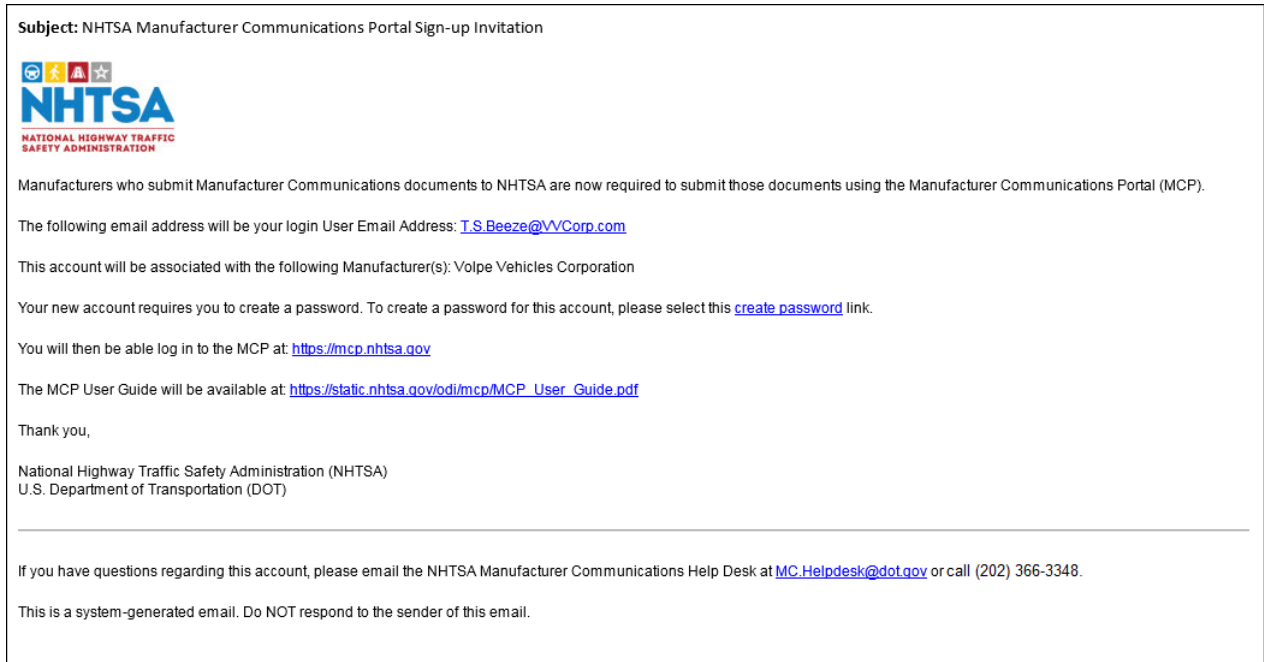 Subject: NHTSA Manufacturer Communications Portal Sign-up Invitation
NHTSA
NATIONAL HIGHWAY TRAFFIC
SAFETY ADMINISTRATION
Manufacturers who submit Manufacturer Communications documents to NHTSA are now required to submit those documents using the Manufacturer Communications Portal (MCP).
The following email address will be your login User Email Address: T.S.Beeze@VVCorp.com
This account will be associated with the following Manufacturer(s): Volpe Vehicles Corporation
Your new account requires you to create a password. To create a password for this account, please select this create password link.
You will then be able log in to the MCP at: https://mcp.nhtsa.gov
The MCP User Guide will be available at: https://static.nhtsa.gov/odi/mcp/MCP_User_Guide.pdf
Thank you,
National Highway Traffic Safety Administration (NHTSA)
U.S. Department of Transportation (DOT)
If you have questions regarding this account, please email the NHTSA Manufacturer Communications Help Desk at MC.Helpdesk@dot.gov or call (202) 366-3348.
This is a system-generated email. Do NOT respond to the sender of this email.